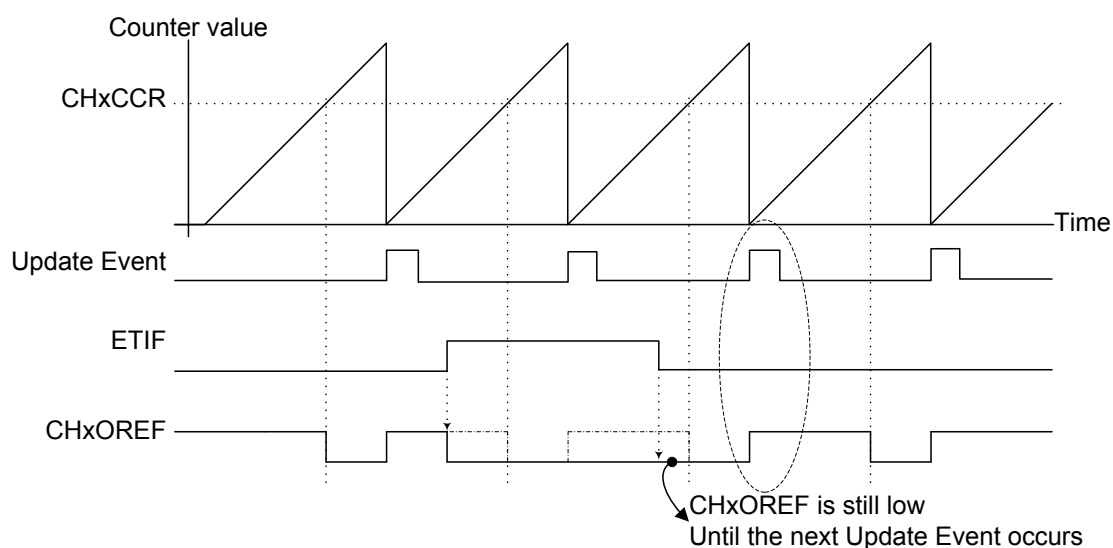 Counter value
CHxCCR
Time
Update Event
ETIF
CHxOREF
CHxOREF is still low
Until the next Update Event occurs